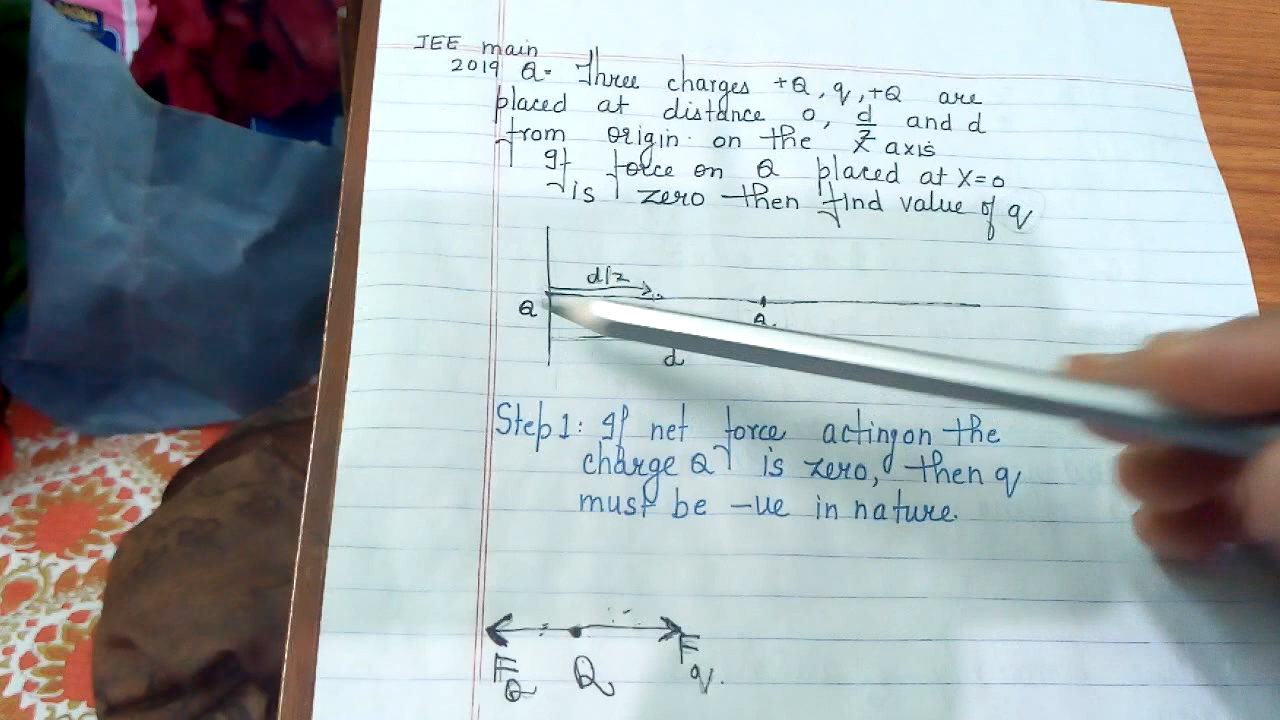 JEE main
2019 Q- Three charges +Q, q, +Q are
placed at distance 0, d/2 and d
from origin on the X axis
If force on Q placed at X=0
is zero then find value of q
d/2
Q
Q
d
Step 1: If net force acting on the
charge Q is zero, then q
must be -ve in nature.
F_Q Q F_q.